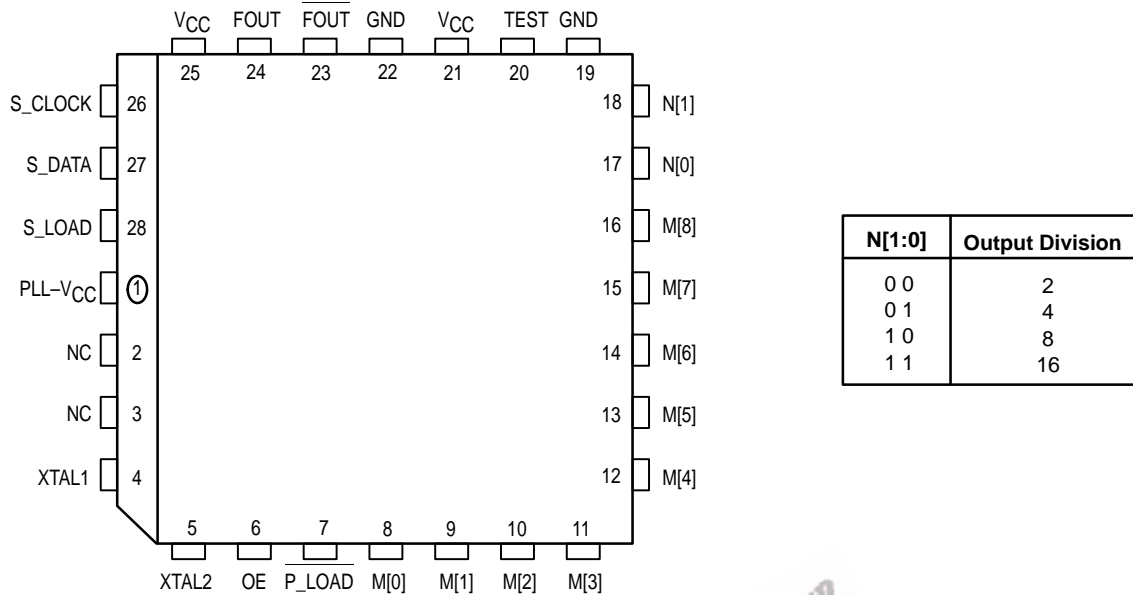 VCC FOUT FOUT GND VCC TEST GND
25 24 23 22 21 20 19
S_CLOCK 26 18 N[1]
S_DATA 27 17 N[0]
S_LOAD 28 16 M[8]
PLL–VCC 1 15 M[7]
NC 2 14 M[6]
NC 3 13 M[5]
XTAL1 4 12 M[4]
5 6 7 8 9 10 11
XTAL2 OE P_LOAD M[0] M[1] M[2] M[3]
N[1:0] Output Division
0 0 2
0 1 4
1 0 8
1 1 16